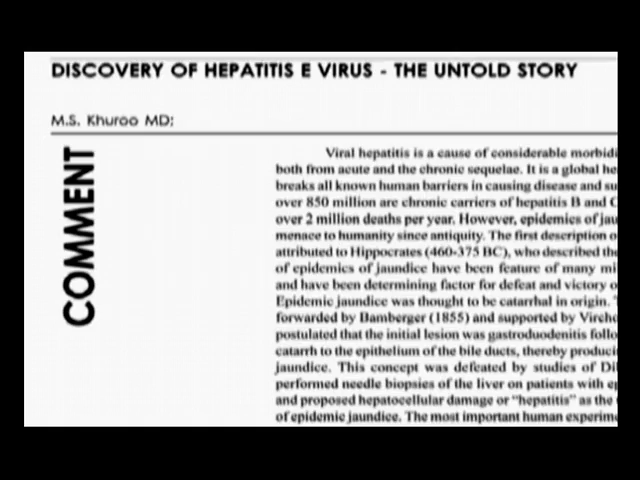 DISCOVERY OF HEPATITIS E VIRUS - THE UNTOLD STORY
M.S. Khuroo MD;
COMMENT
Viral hepatitis is a cause of considerable morbidi
both from acute and the chronic sequelae. It is a global he
breaks all known human barriers in causing disease and su
over 850 million are chronic carriers of hepatitis B and C
over 2 million deaths per year. However, epidemics of jau
menace to humanity since antiquity. The first description o
attributed to Hippocrates (460-375 BC), who described the
of epidemics of jaundice have been feature of many mi
and have been determining factor for defeat and victory o
Epidemic jaundice was thought to be catarrhal in origin.
forwarded by Bamberger (1855) and supported by Vircho
postulated that the initial lesion was gastroduodenitis follo
catarrh to the epithelium of the bile ducts, thereby produci
jaundice. This concept was defeated by studies of Di
performed needle biopsies of the liver on patients with ep
and proposed hepatocellular damage or "hepatitis" as the
of epidemic jaundice. The most important human experime